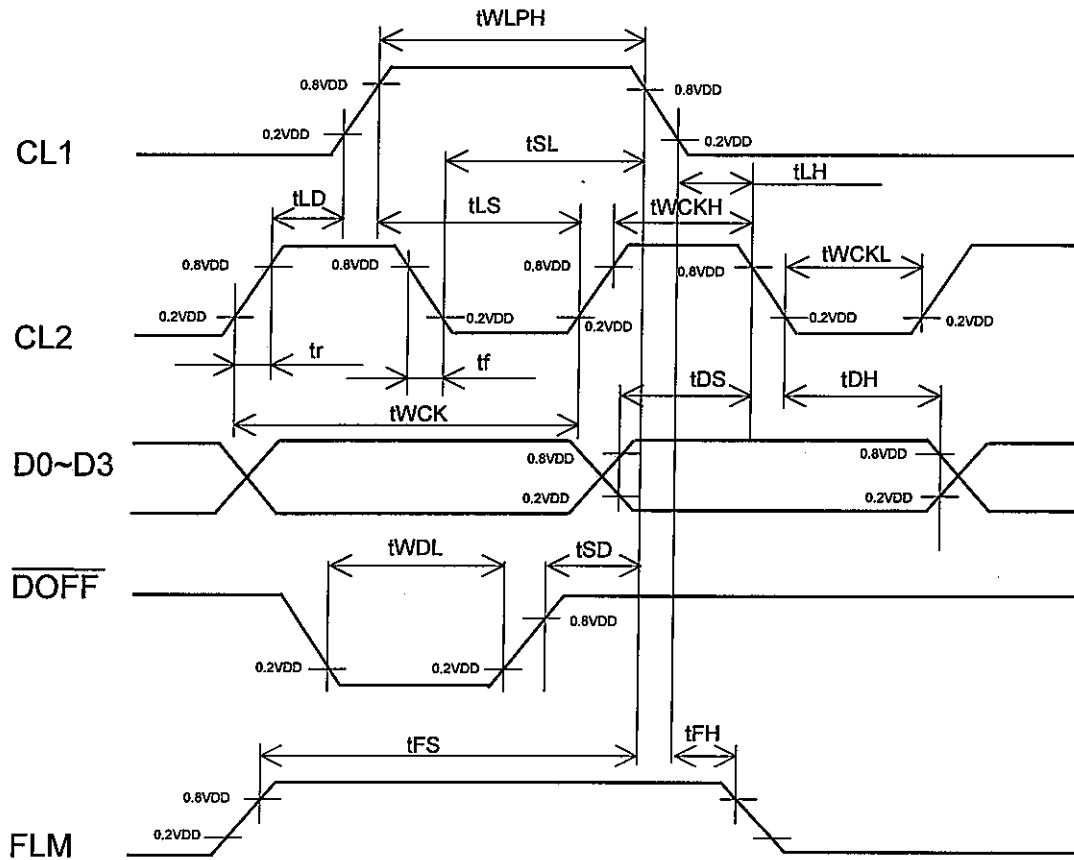 tWLPH
0.8VDD
0.8VDD
0.2VDD
0.2VDD
CL1
tSL
tLH
tLD
tLS
tWCKH
0.8VDD
0.8VDD
0.8VDD
0.8VDD
tWCKL
0.2VDD
0.2VDD
0.2VDD
0.2VDD
0.2VDD
CL2
tr
tf
tDS
tDH
tWCK
D0~D3
0.8VDD
0.8VDD
0.2VDD
0.2VDD
tWDL
tSD
DOFF
0.8VDD
0.2VDD
0.2VDD
tFS
tFH
0.8VDD
0.2VDD
FLM